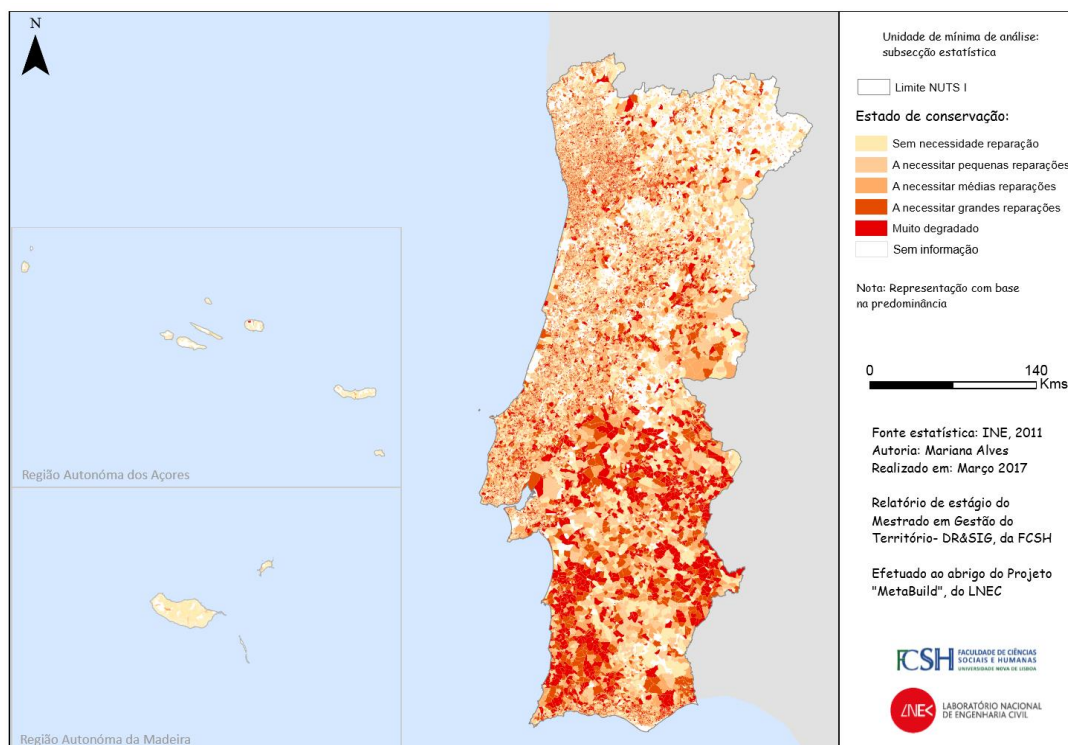 N
Região Autonóma dos Açores
Região Autonóma da Madeira
Unidade de mínima de análise:
subsecção estatística
Limite NUTS I
Estado de conservação:
Sem necessidade reparação
A necessitar pequenas reparações
A necessitar médias reparações
A necessitar grandes reparações
Muito degradado
Sem informação
Nota: Representação com base
na predominância
0 140
Kms
Fonte estatística: INE, 2011
Autoria: Mariana Alves
Realizado em: Março 2017
Relatório de estágio do
Mestrado em Gestão do
Território- DR&SIG, da FCSH
Efetuado ao abrigo do Projeto
"MetaBuild", do LNEC
FCSH FACULDADE DE CIÊNCIAS
SOCIAIS E HUMANAS
UNIVERSIDADE NOVA DE LISBOA
LNEC LABORATÓRIO NACIONAL
DE ENGENHARIA CIVIL